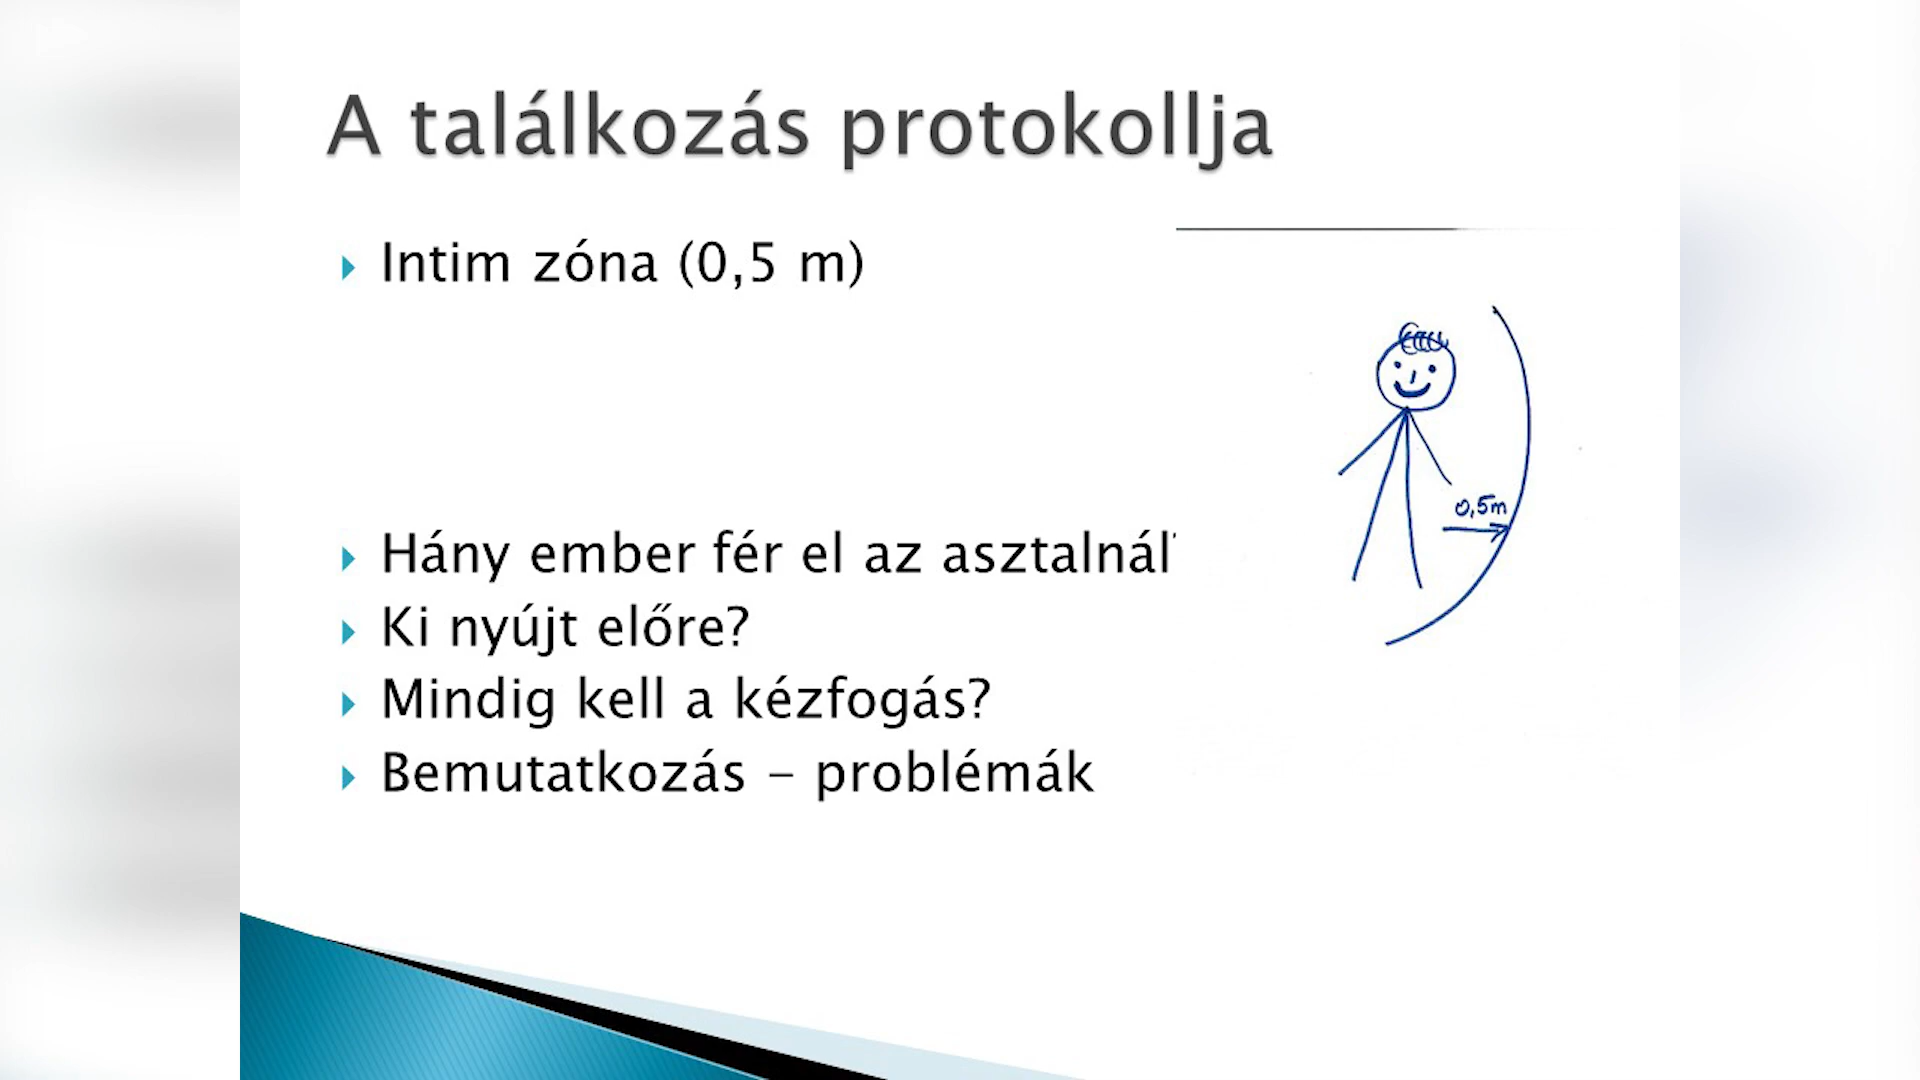 A találkozás protokollja
Intim zóna (0,5 m)
0,5m
Hány ember fér el az asztalnál
Ki nyújt előre?
Mindig kell a kézfogás?
Bemutatkozás - problémák